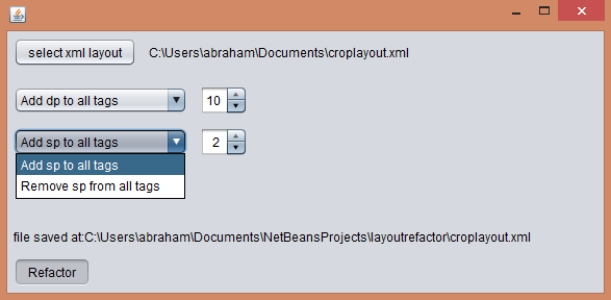 select xml layout C:\Users\abraham\Documents\croplayout.xml
Add dp to all tags 10
Add sp to all tags 2
Add sp to all tags
Remove sp from all tags
file saved at:C:\Users\abraham\Documents\NetBeansProjects\layoutrefactor\croplayout.xml
Refactor